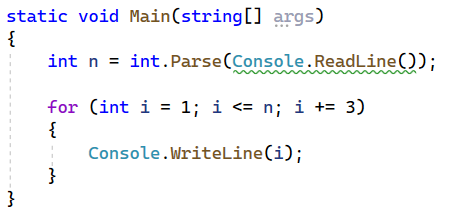 static void Main(string[] args)
{
    int n = int.Parse(Console.ReadLine());
    for (int i = 1; i <= n; i += 3)
    {
        Console.WriteLine(i);
    }
}